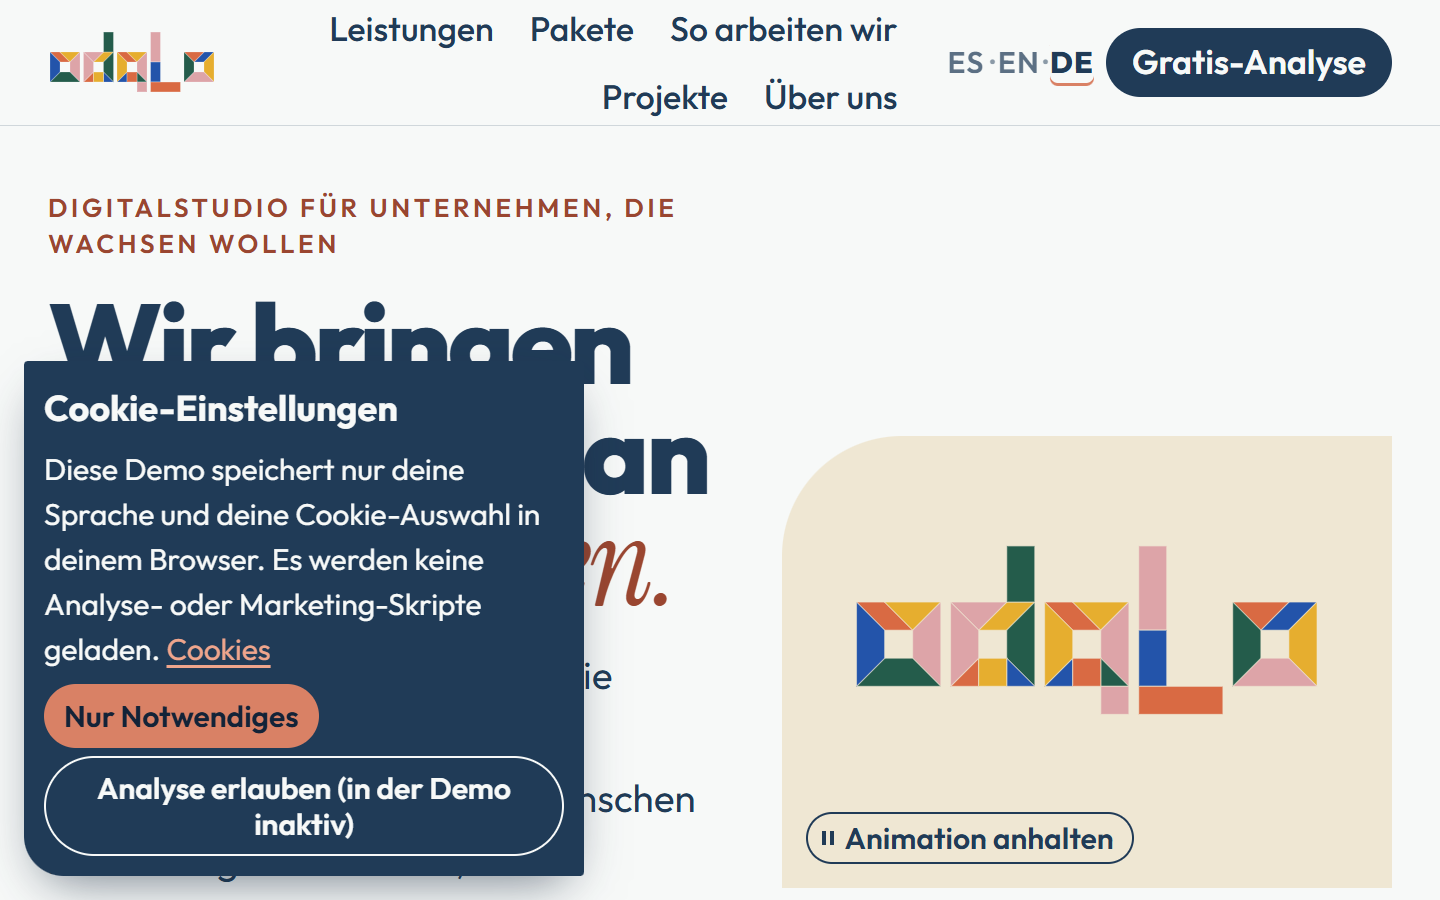 odqLo
Leistungen Pakete So arbeiten wir
Projekte Über uns
ES·EN·DE
Gratis-Analyse
DIGITALSTUDIO FÜR UNTERNEHMEN, DIE
WACHSEN WOLLEN
Wir bringen
an
Cookie-Einstellungen
Diese Demo speichert nur deine
Sprache und deine Cookie-Auswahl in
deinem Browser. Es werden keine
Analyse- oder Marketing-Skripte
geladen. Cookies
Nur Notwendiges
Analyse erlauben (in der Demo
inaktiv)
odqLo
Animation anhalten